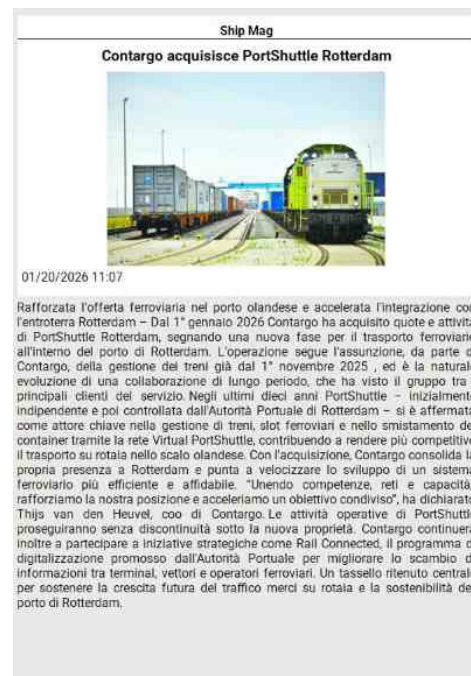 Ship Mag
Contargo acquisisce PortShuttle Rotterdam
01/20/2026 11:07
Rafforzata l'offerta ferroviaria nel porto olandese e accelerata l'integrazione con
l'entroterra Rotterdam – Dal 1° gennaio 2026 Contargo ha acquisito quote e attività
di PortShuttle Rotterdam, segnando una nuova fase per il trasporto ferroviario
all'interno del porto di Rotterdam. L'operazione segue l'assunzione, da parte di
Contargo, della gestione dei treni già dal 1° novembre 2025 , ed è la naturale
evoluzione di una collaborazione di lungo periodo, che ha visto il gruppo tra i
principali clienti del servizio. Negli ultimi dieci anni PortShuttle – inizialmente
indipendente e poi controllata dall'Autorità Portuale di Rotterdam – si è affermata
come attore chiave nella gestione di treni, slot ferroviari e nello smistamento dei
container tramite la rete Virtual PortShuttle, contribuendo a rendere più competitivo
il trasporto su rotaia nello scalo olandese. Con l'acquisizione, Contargo consolida la
propria presenza a Rotterdam e punta a velocizzare lo sviluppo di un sistema
ferroviario più efficiente e affidabile. "Unendo competenze, reti e capacità,
rafforziamo la nostra posizione e acceleriamo un obiettivo condiviso", ha dichiarato
Thijs van den Heuvel, coo di Contargo. Le attività operative di PortShuttle
proseguiranno senza discontinuità sotto la nuova proprietà. Contargo continuerà
inoltre a partecipare a iniziative strategiche come Rail Connected, il programma di
digitalizzazione promosso dall'Autorità Portuale per migliorare lo scambio di
informazioni tra terminal, vettori e operatori ferroviari. Un tassello ritenuto centrale
per sostenere la crescita futura del traffico merci su rotaia e la sostenibilità del
porto di Rotterdam.